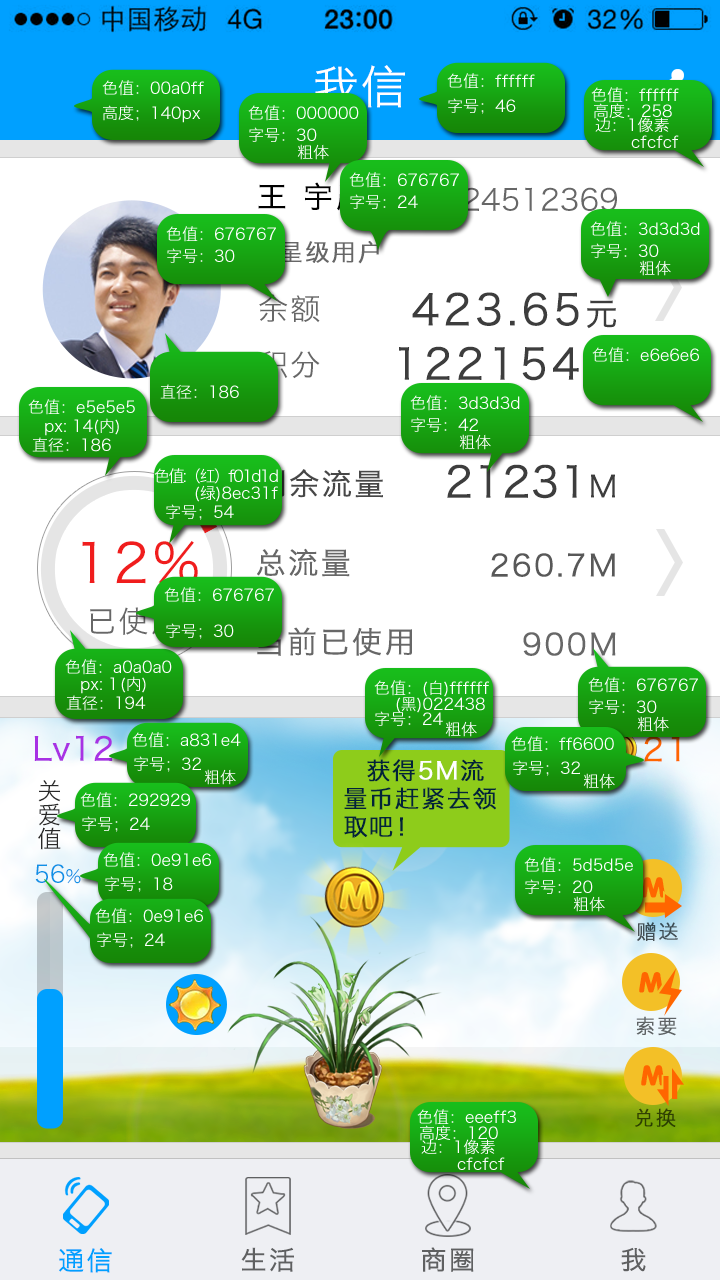 中国移动 4G 23:00 32%
我信
色值：00a0ff
高度；140px
色值：ffffff
字号；46
色值：ffffff
高度：258
边：1像素
cfcfcf
色值：000000
字号：30
粗体
王 宇
24512369
色值：676767
字号：24
色值：676767
字号：30
星级用户
色值：3d3d3d
字号：30
粗体
余额
423.65元
积分
122154
色值：e6e6e6
直径：186
色值：e5e5e5
px: 14(内)
直径：186
色值：3d3d3d
字号：42
粗体
色值:（红）f01d1d
(绿)8ec31f
字号；54
余流量
21231M
12%
已使
总流量
260.7M
色值：676767
字号；30
当前已使用
900M
色值：a0a0a0
px：1(内)
直径：194
色值：(白)ffffff
(黑)022438
字号：24
粗体
色值：676767
字号：30
粗体
Lv12
色值：a831e4
字号；32
粗体
色值：ff6600
字号；32
粗体
21
获得5M流
量币赶紧去领
取吧！
关爱值
色值：292929
字号；24
56%
色值：0e91e6
字号；18
色值：0e91e6
字号；24
色值：5d5d5e
字号：20
粗体
M
M
赠送
M
索要
M
兑换
色值：eeeff3
高度：120
边：1像素
cfcfcf
通信
生活
商圈
我